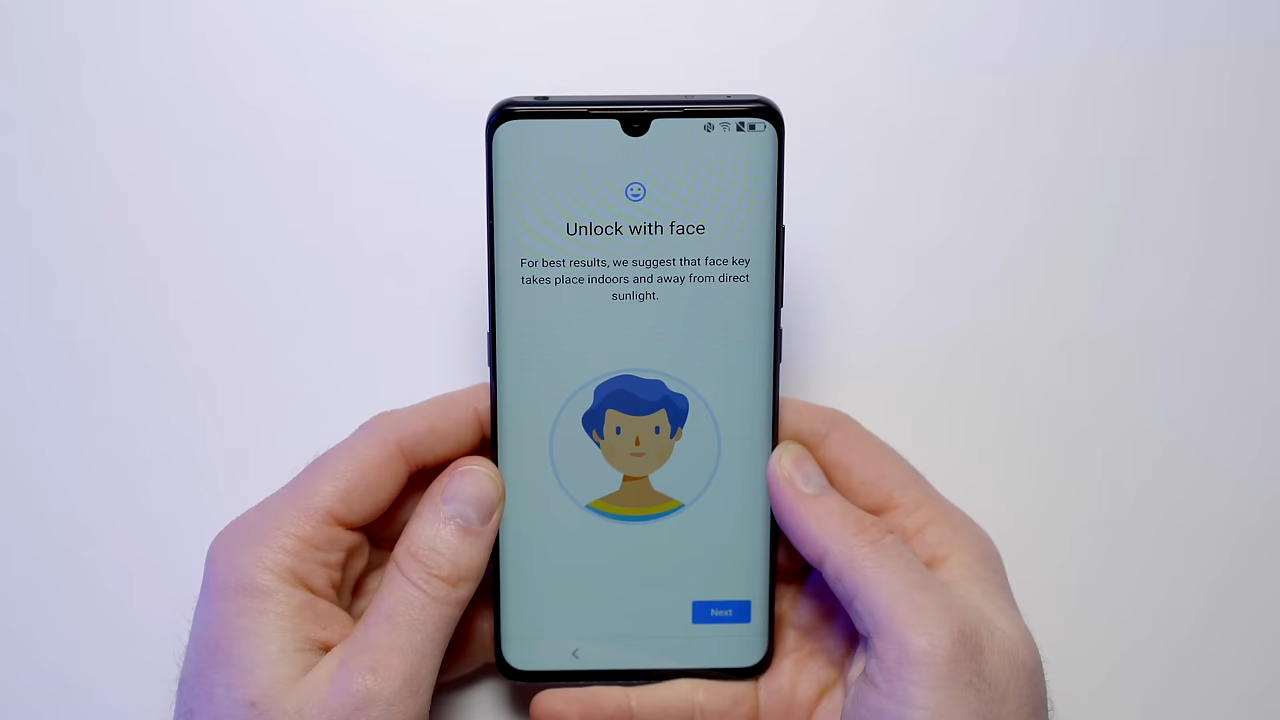 Unlock with face
For best results, we suggest that face key
takes place indoors and away from direct
sunlight.
Next